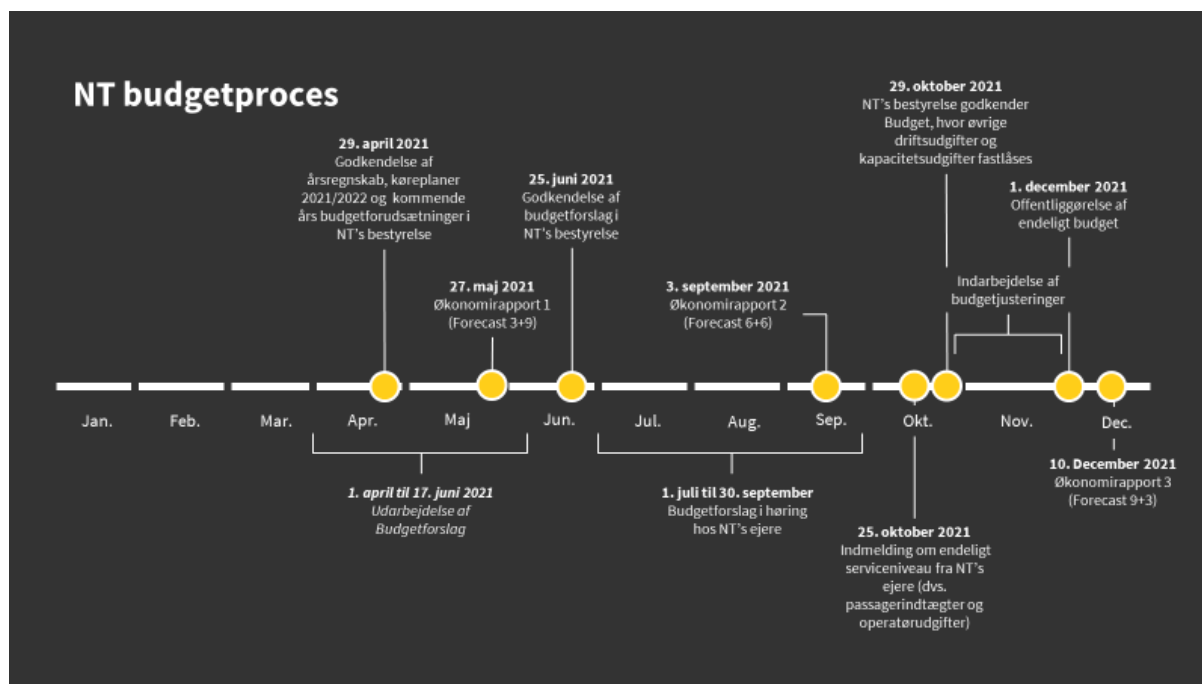 NT budgetproces
29. april 2021
Godkendelse af
årsregnskab, køreplaner
2021/2022 og kommende
års budgetforudsætninger i
NT's bestyrelse
27. maj 2021
Økonomirapport 1
(Forecast 3+9)
25. juni 2021
Godkendelse af
budgetforslag i
NT's bestyrelse
3. september 2021
Økonomirapport 2
(Forecast 6+6)
29. oktober 2021
NT's bestyrelse godkender
Budget, hvor øvrige
driftsudgifter og
kapacitetsudgifter fastlåses
1. december 2021
Offentliggørelse af
endeligt budget
Indarbejdelse af
budgetjusteringer
Jan. Feb. Mar. Apr. Maj Jun. Jul. Aug. Sep. Okt. Nov. Dec.
1. april til 17. juni 2021
Udarbejdelse af
Budgetforslag
1. juli til 30. september
Budgetforslag i høring
hos NT's ejere
25. oktober 2021
Indmelding om endeligt
serviceniveau fra NT's
ejere (dvs.
passagerindtægter og
operatørudgifter)
10. December 2021
Økonomirapport 3
(Forecast 9+3)